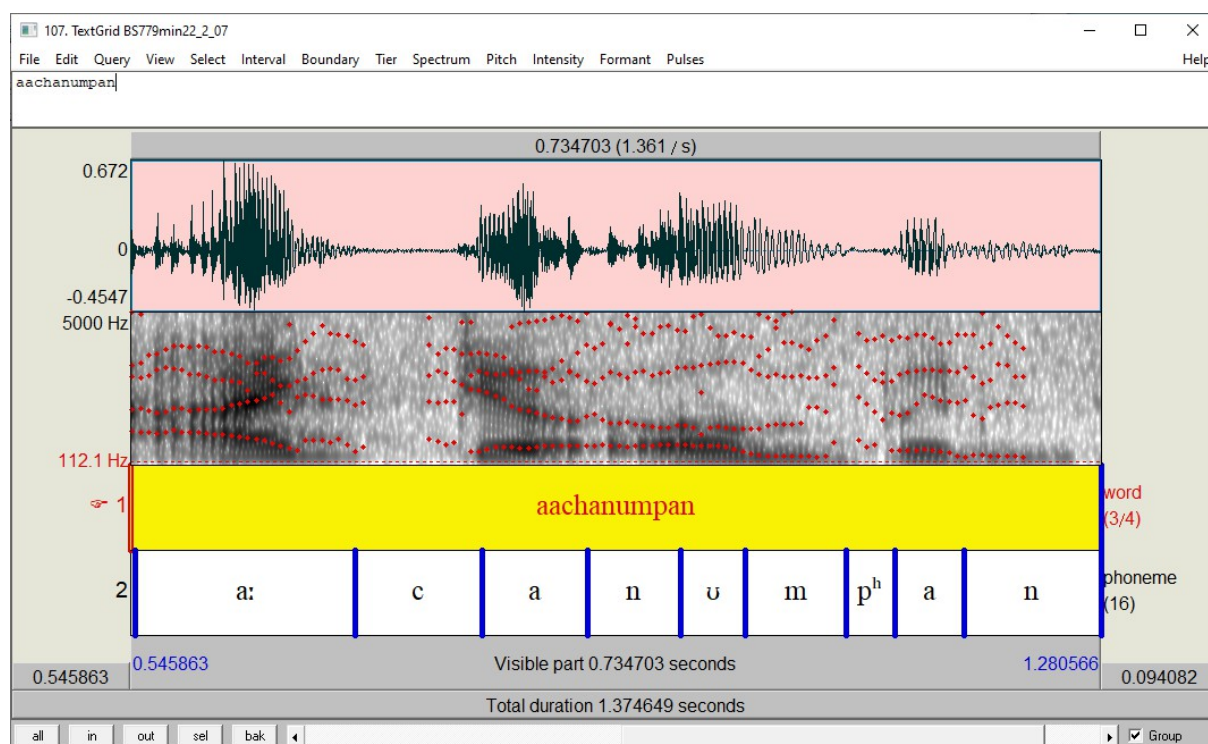 107. TextGrid BS779min22_2_07
File Edit Query View Select Interval Boundary Tier Spectrum Pitch Intensity Formant Pulses Help
aachanumpan
0.734703 (1.361 / s)
0.672
0
-0.4547
5000 Hz
112.1 Hz
☞ 1 aachanumpan word
(3/4)
2 aː c a n ʊ m pʰ a n phoneme
(16)
0.545863 Visible part 0.734703 seconds 1.280566
0.545863 0.094082
Total duration 1.374649 seconds
all in out sel bak Group